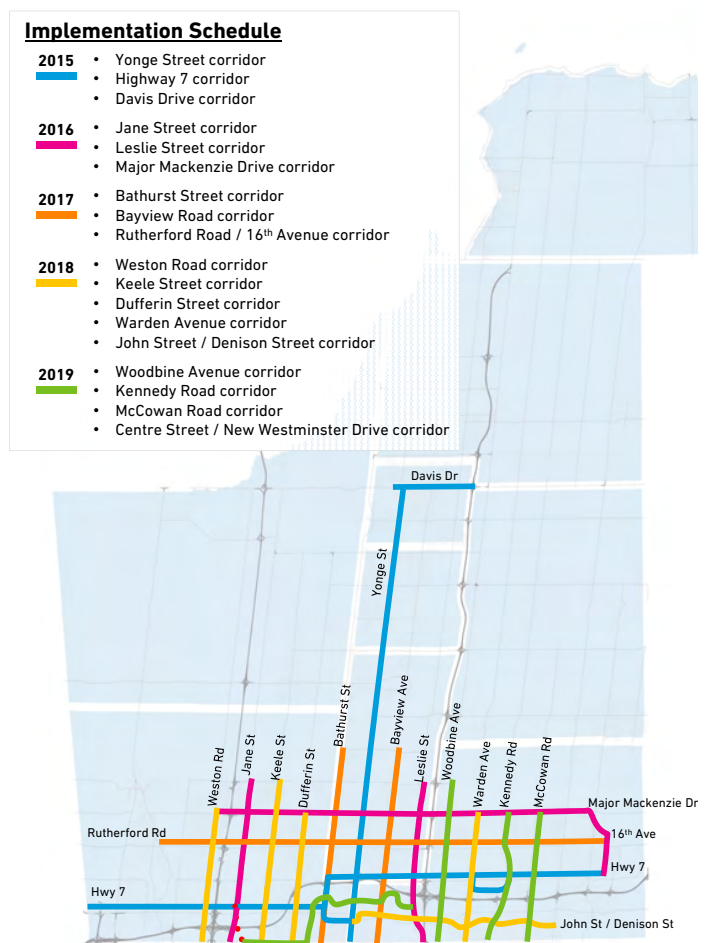 Implementation Schedule
2015
• Yonge Street corridor
• Highway 7 corridor
• Davis Drive corridor
2016
• Jane Street corridor
• Leslie Street corridor
• Major Mackenzie Drive corridor
2017
• Bathurst Street corridor
• Bayview Road corridor
• Rutherford Road / 16th Avenue corridor
2018
• Weston Road corridor
• Keele Street corridor
• Dufferin Street corridor
• Warden Avenue corridor
• John Street / Denison Street corridor
2019
• Woodbine Avenue corridor
• Kennedy Road corridor
• McCowan Road corridor
• Centre Street / New Westminster Drive corridor
Davis Dr
Yonge St
Bathurst St
Bayview Ave
Leslie St
Woodbine Ave
Weston Rd
Jane St
Keele St
Dufferin St
Warden Ave
Kennedy Rd
McCowan Rd
Major Mackenzie Dr
Rutherford Rd
16th Ave
Hwy 7
Hwy 7
John St / Denison St